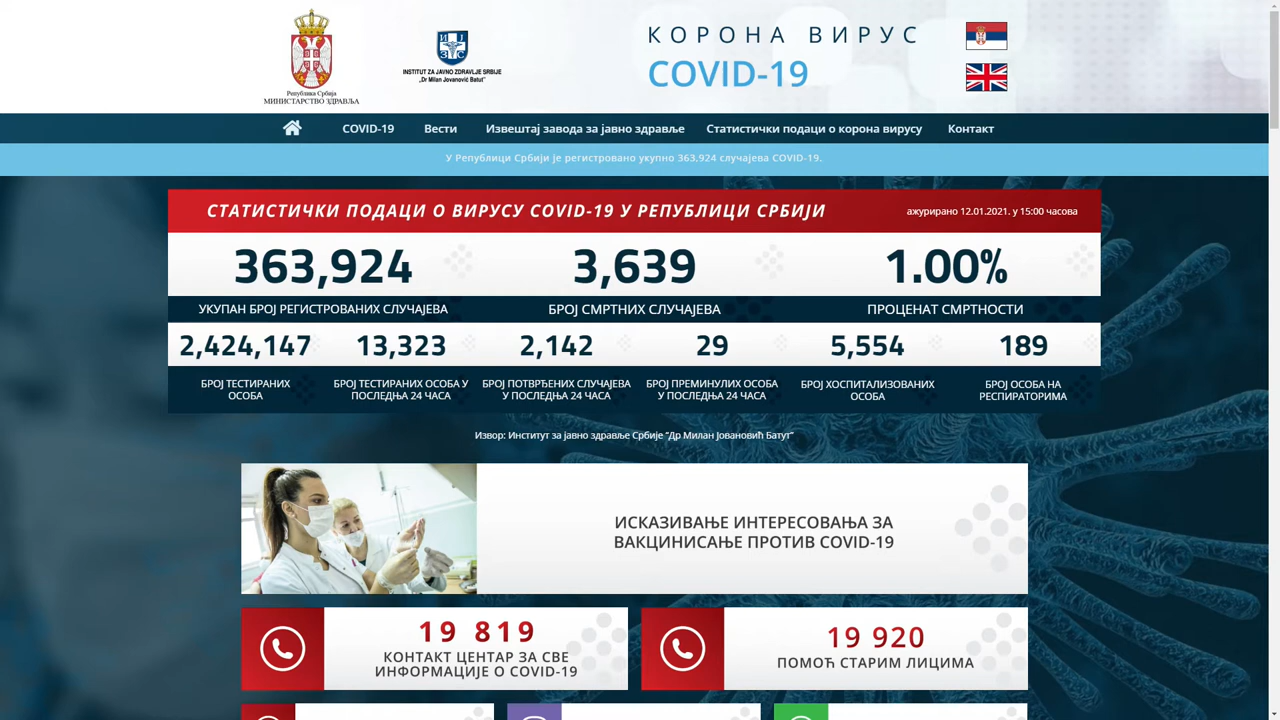 КОРОНА ВИРУС
COVID-19
Република Србија
МИНИСТАРСТВО ЗДРАВЉА
INSTITUT ZA JAVNO ZDRAVLJE SRBIJE
„Dr Milan Jovanović Batut"
COVID-19 Вести Извештај завода за јавно здравље Статистички подаци о корона вирусу Контакт
У Републици Србији је регистровано укупно 363,924 случајева COVID-19.
СТАТИСТИЧКИ ПОДАЦИ О ВИРУСУ COVID-19 У РЕПУБЛИЦИ СРБИЈИ
ажурирано 12.01.2021. у 15:00 часова
363,924 3,639 1.00%
УКУПАН БРОЈ РЕГИСТРОВАНИХ СЛУЧАЈЕВА БРОЈ СМРТНИХ СЛУЧАЈЕВА ПРОЦЕНАТ СМРТНОСТИ
2,424,147 13,323 2,142 29 5,554 189
БРОЈ ТЕСТИРАНИХ
ОСОБА
БРОЈ ТЕСТИРАНИХ ОСОБА У
ПОСЛЕДЊА 24 ЧАСА
БРОЈ ПОТВРЂЕНИХ СЛУЧАЈЕВА
У ПОСЛЕДЊА 24 ЧАСА
БРОЈ ПРЕМИНУЛИХ ОСОБА
У ПОСЛЕДЊА 24 ЧАСА
БРОЈ ХОСПИТАЛИЗОВАНИХ
ОСОБА
БРОЈ ОСОБА НА
РЕСПИРАТОРИМА
Извор: Институт за јавно здравље Србије "Др Милан Јовановић Батут"
ИСКАЗИВАЊЕ ИНТЕРЕСОВАЊА ЗА
ВАКЦИНИСАЊЕ ПРОТИВ COVID-19
19 819
КОНТАКТ ЦЕНТАР ЗА СВЕ
ИНФОРМАЦИЈЕ О COVID-19
19 920
ПОМОЋ СТАРИМ ЛИЦИМА